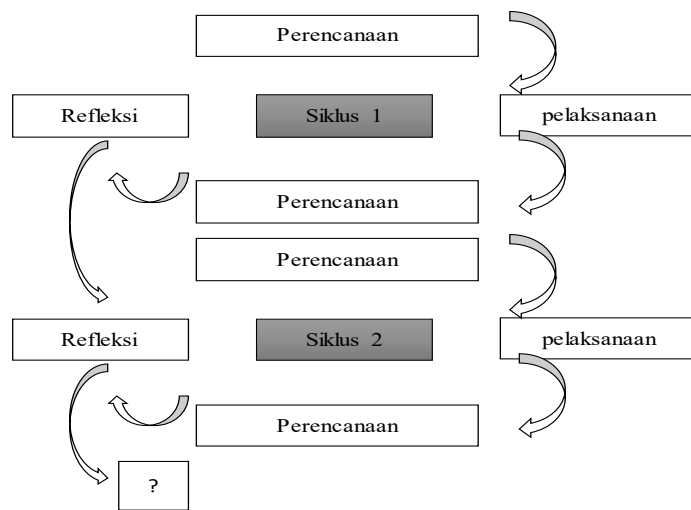 Perencanaan
Refleksi
Siklus 1
pelaksanaan
Perencanaan
Perencanaan
Refleksi
Siklus 2
pelaksanaan
Perencanaan
?